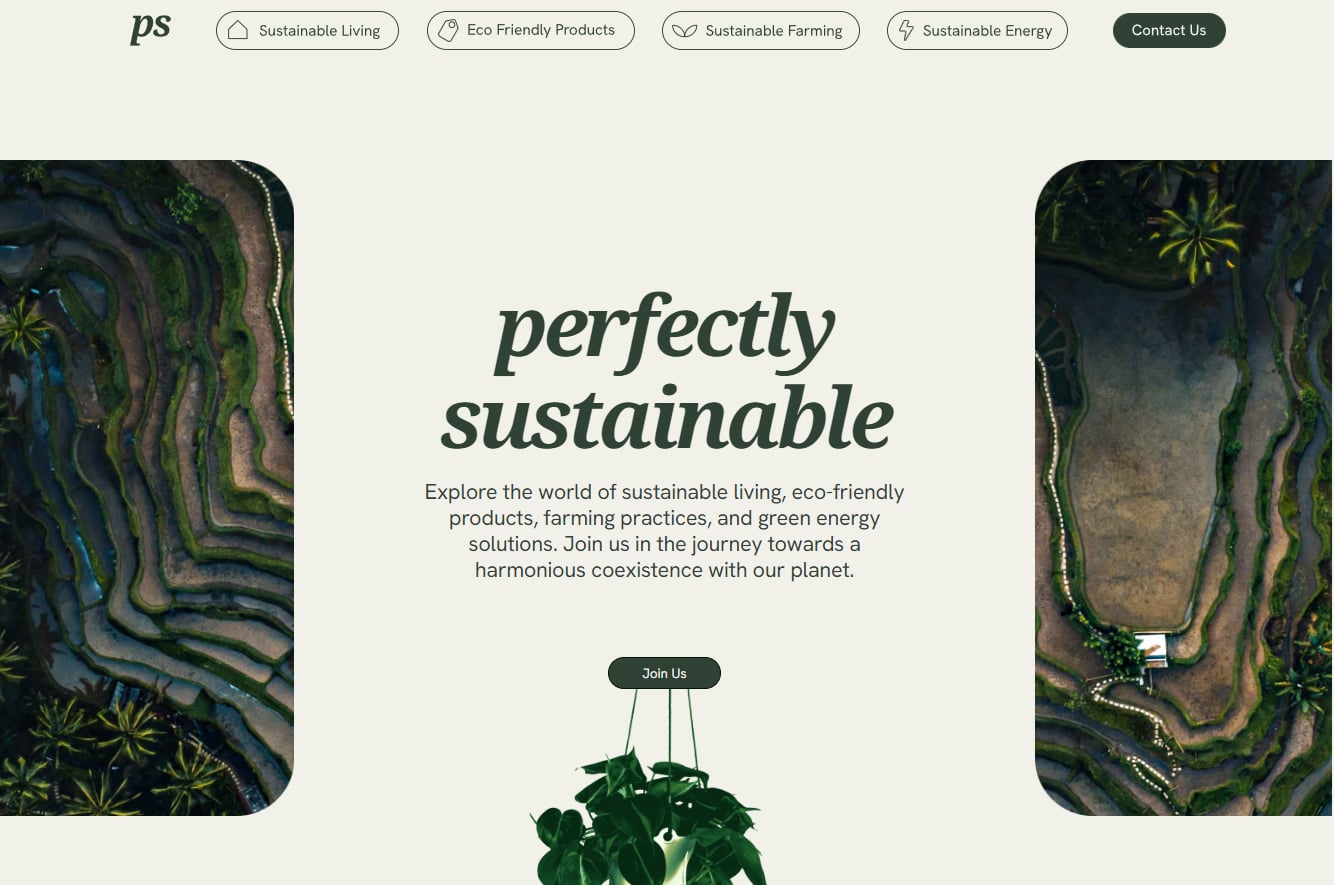 ps
Sustainable Living
Eco Friendly Products
Sustainable Farming
Sustainable Energy
Contact Us
perfectly
sustainable
Explore the world of sustainable living, eco-friendly
products, farming practices, and green energy
solutions. Join us in the journey towards a
harmonious coexistence with our planet.
Join Us